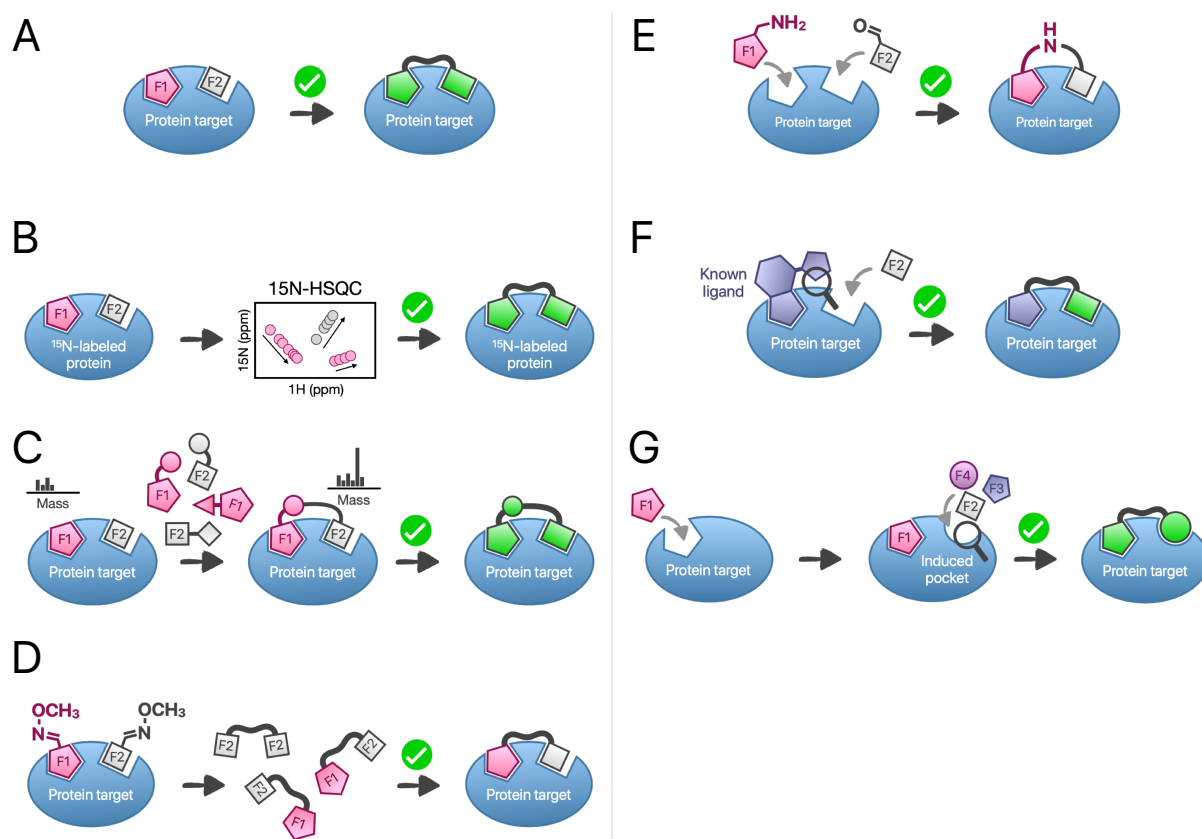 A
F1
F2
Protein target
Protein target
B
F1
F2
15N-labeled
protein
15N-HSQC
15N (ppm)
1H (ppm)
15N-labeled
protein
C
Mass
F1
F2
Protein target
F1
F2
F1
F2
Mass
F1
F2
Protein target
Protein target
D
OCH3
N
OCH3
N
F1
F2
Protein target
F2
F2
F2
F1
F3
F1
Protein target
E
NH2
F1
O
F2
Protein target
H
N
Protein target
F
Known
ligand
F2
Protein target
Protein target
G
F1
Protein target
F4
F3
F2
F1
Induced
pocket
Protein target